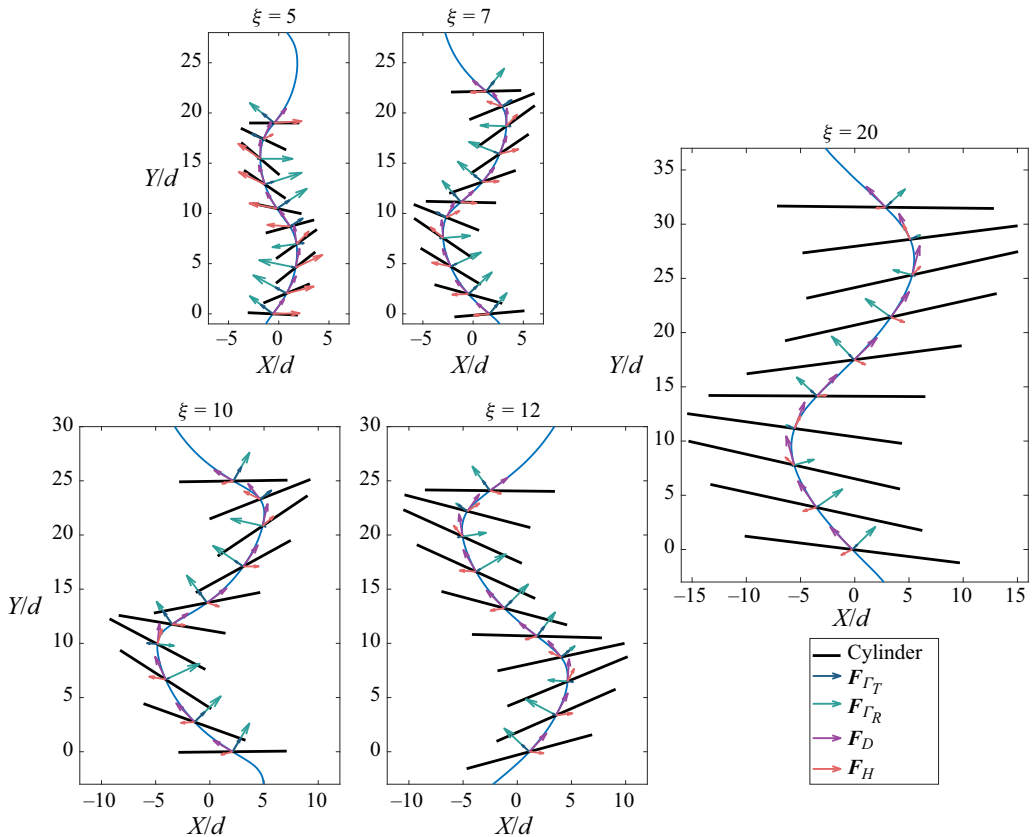 ξ = 5
ξ = 7
25
20
15
10
5
0
Y/d
–5 0 5
X/d
25
20
15
10
5
0
–5 0 5
X/d
ξ = 20
35
30
25
20
15
10
5
0
Y/d
–15 –10 –5 0 5 10 15
X/d
ξ = 10
30
25
20
15
10
5
0
Y/d
–10 –5 0 5 10
X/d
ξ = 12
30
25
20
15
10
5
0
–10 –5 0 5 10
X/d
Cylinder
F_{Γ_T}
F_{Γ_R}
F_D
F_H